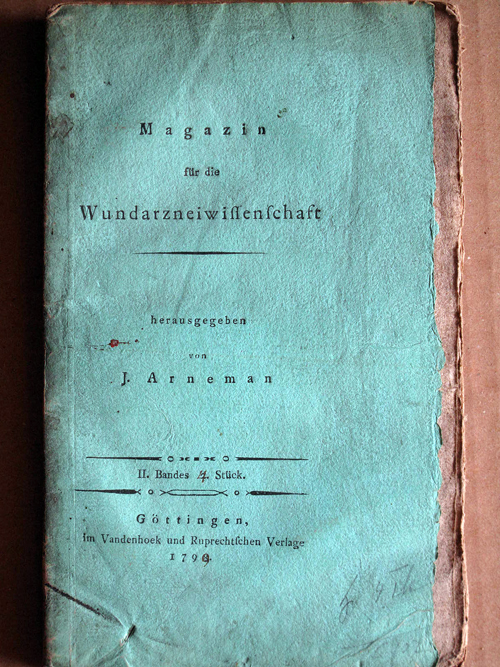 Magazin
für die
Wundarzneiwiſſenſchaft
herausgegeben
von
J. Arneman
II. Bandes 4. Stück.
Göttingen,
im Vandenhoek und Ruprechtſchen Verlage